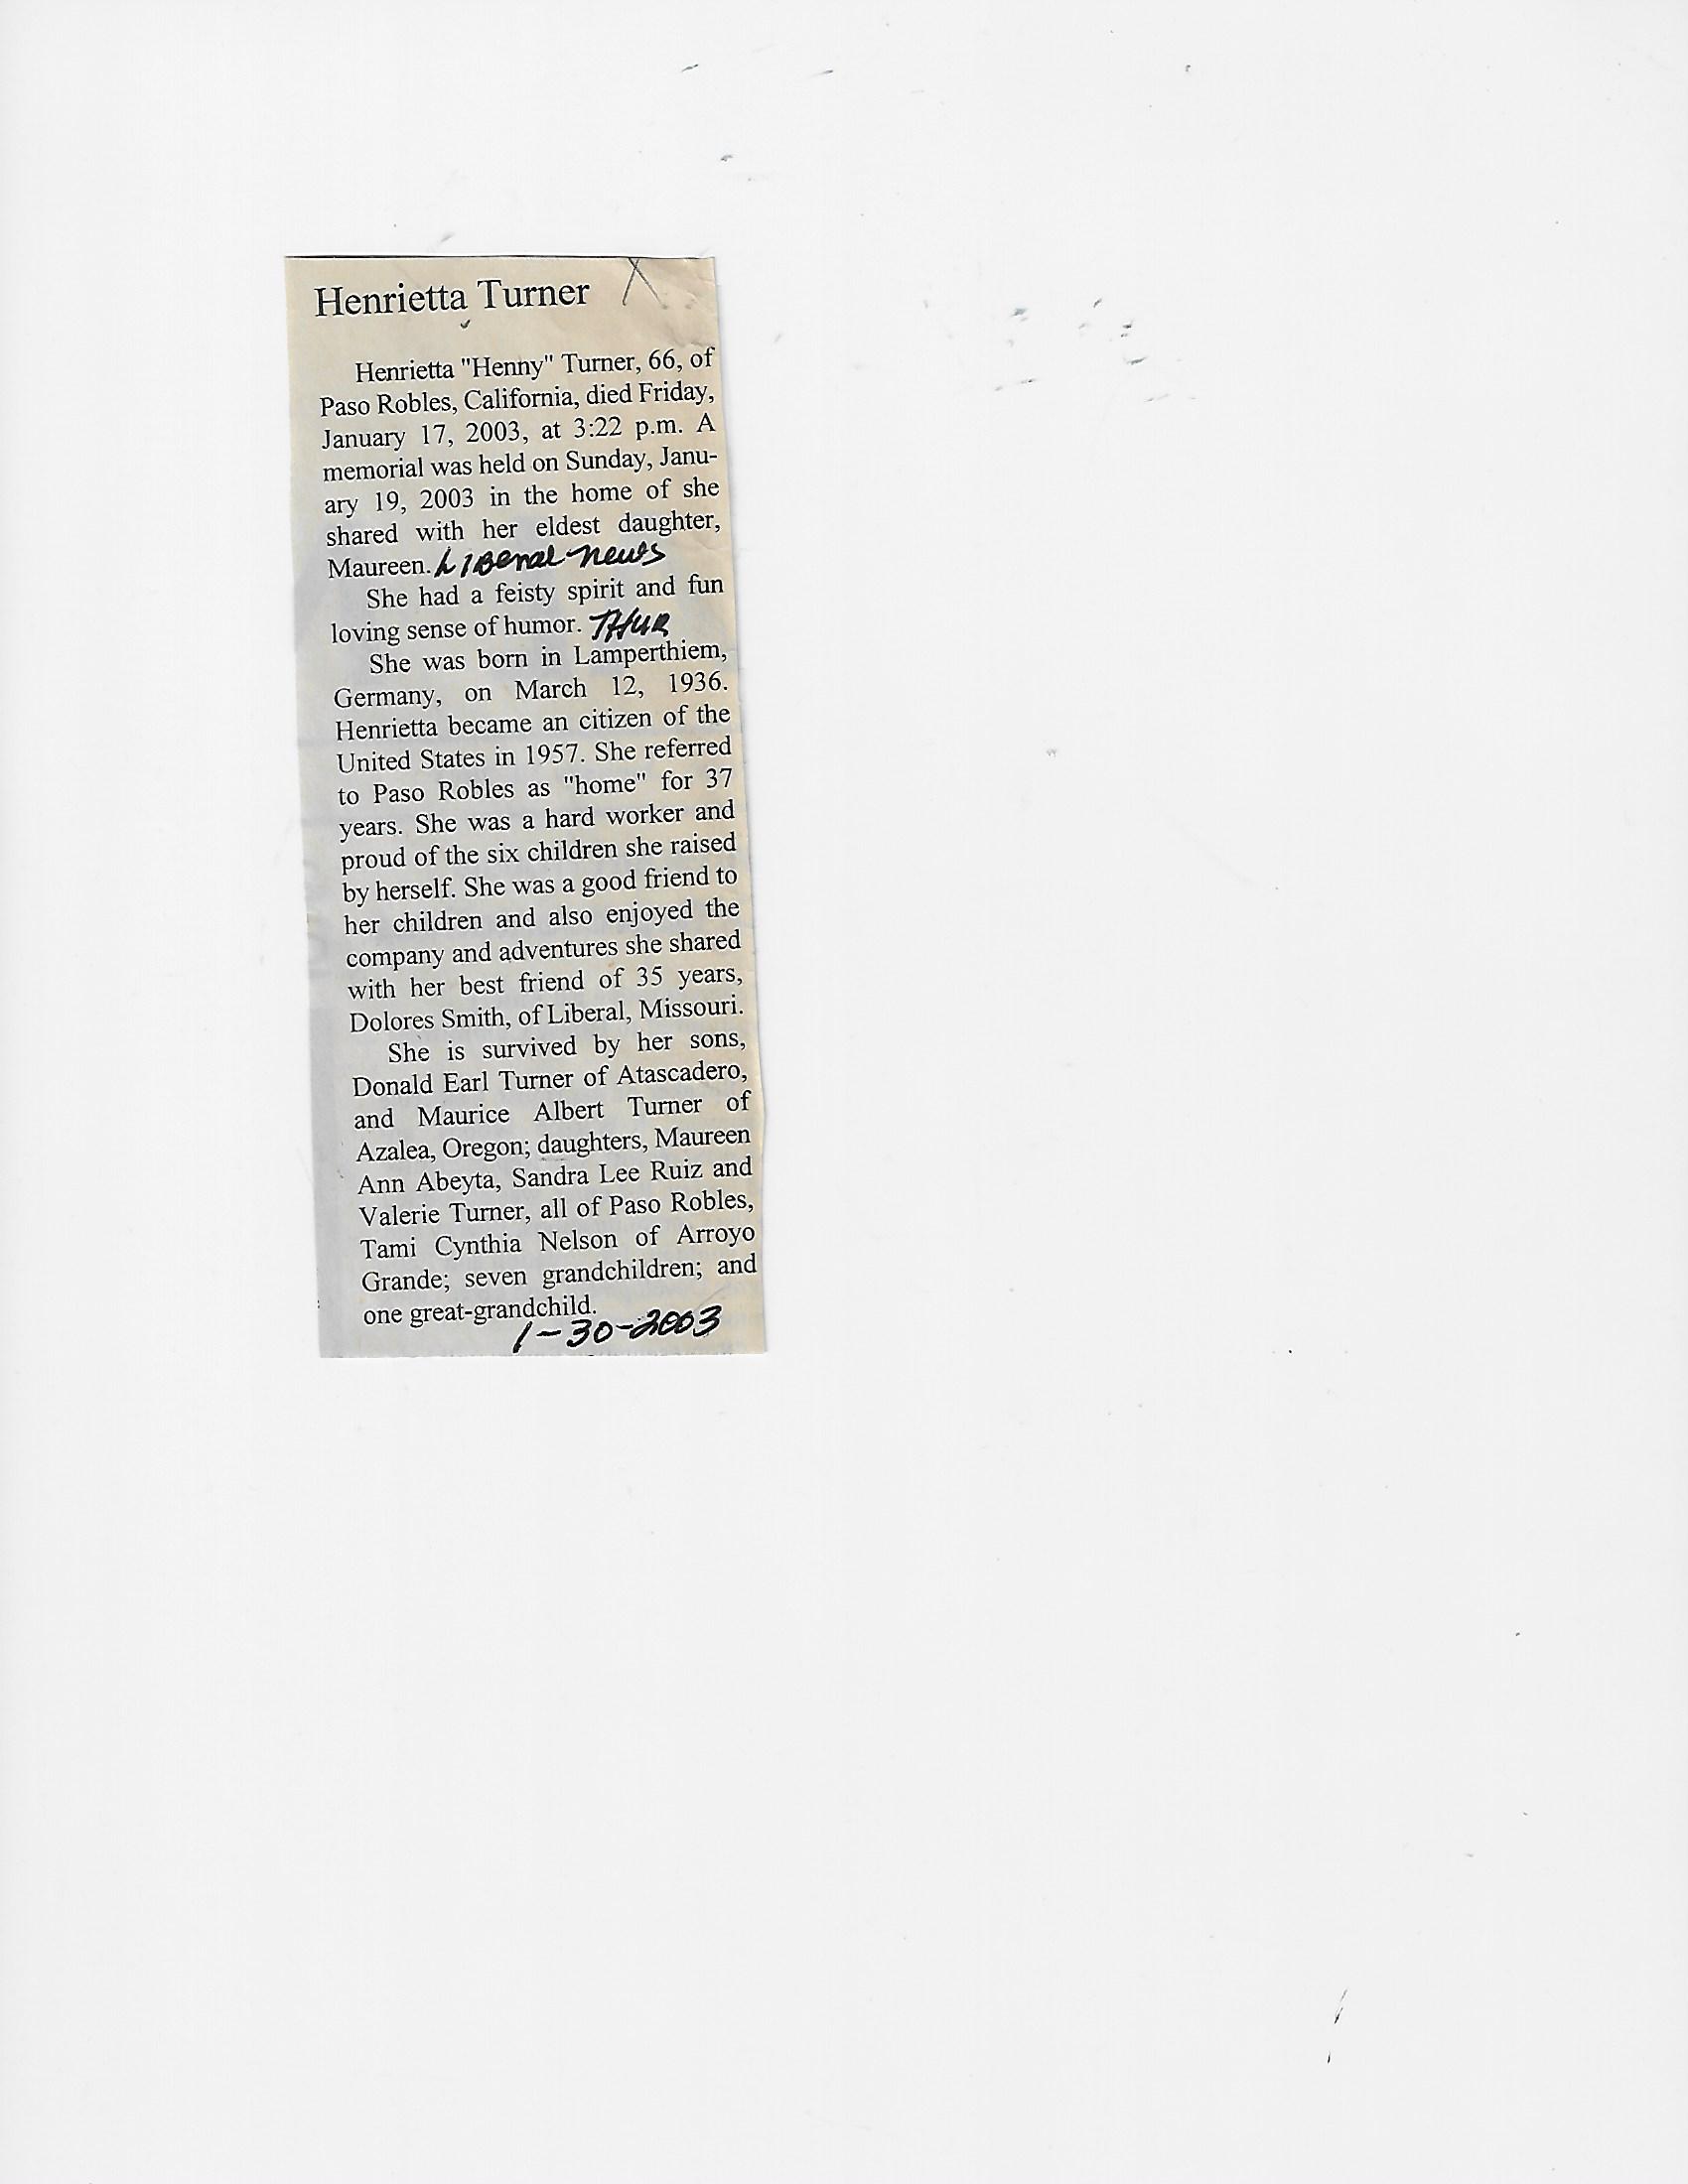 Henrietta Turner X
Henrietta "Henny" Turner, 66, of
Paso Robles, California, died Friday,
January 17, 2003, at 3:22 p.m. A
memorial was held on Sunday, Janu-
ary 19, 2003 in the home of she
shared with her eldest daughter,
Maureen. Liberal News
She had a feisty spirit and fun
loving sense of humor. THUR
She was born in Lamperthiem,
Germany, on March 12, 1936.
Henrietta became an citizen of the
United States in 1957. She referred
to Paso Robles as "home" for 37
years. She was a hard worker and
proud of the six children she raised
by herself. She was a good friend to
her children and also enjoyed the
company and adventures she shared
with her best friend of 35 years,
Dolores Smith, of Liberal, Missouri.
She is survived by her sons,
Donald Earl Turner of Atascadero,
and Maurice Albert Turner of
Azalea, Oregon; daughters, Maureen
Ann Abeyta, Sandra Lee Ruiz and
Valerie Turner, all of Paso Robles,
Tami Cynthia Nelson of Arroyo
Grande; seven grandchildren; and
one great-grandchild.
1-30-2003